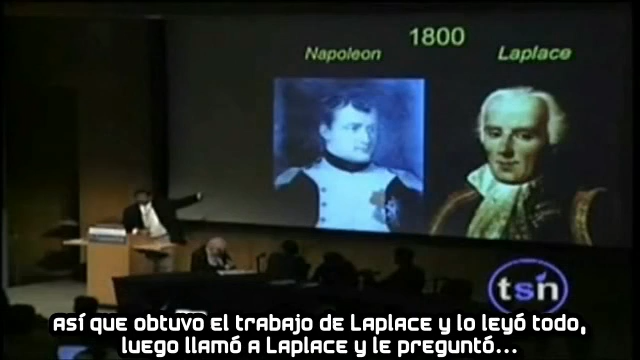 1800
Napoleon
Laplace
tsn
así que obtuvo el trabajo de Laplace y lo leyó todo,
luego llamó a Laplace y le preguntó...